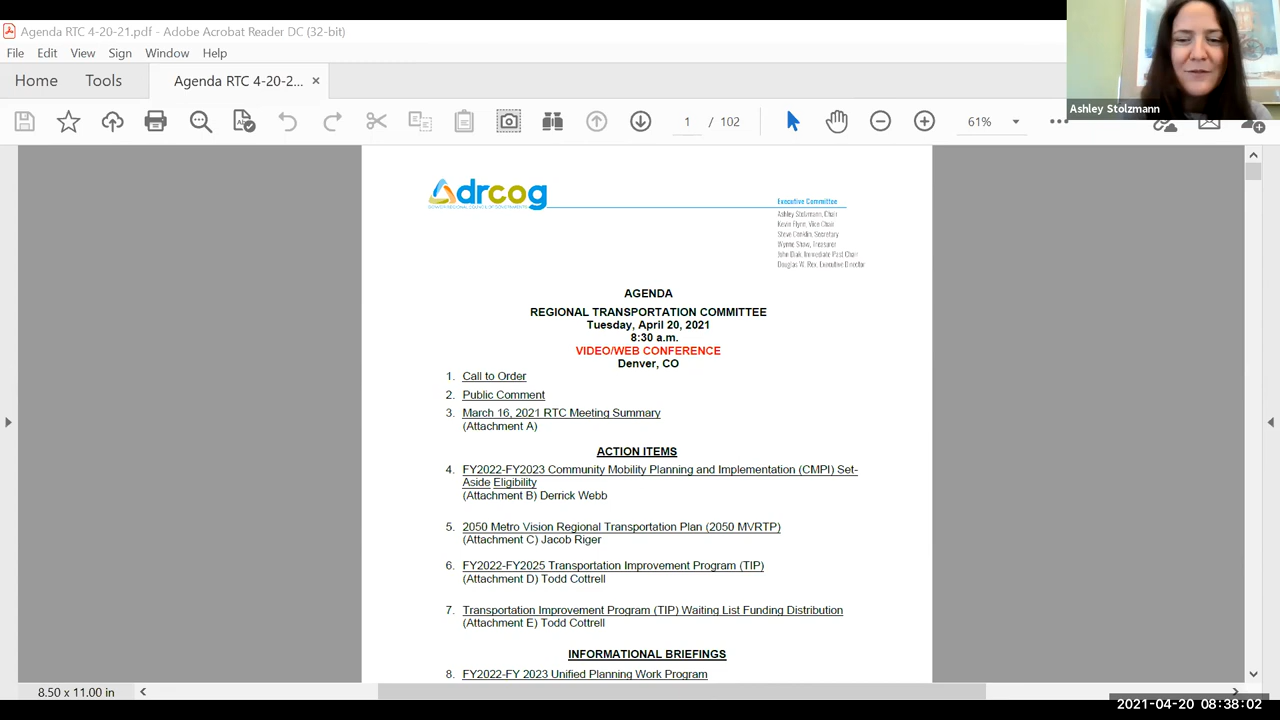 Agenda RTC 4-20-21.pdf - Adobe Acrobat Reader DC (32-bit)
File Edit View Sign Window Help
Home Tools Agenda RTC 4-20-2... ×
1 / 102 61%
Ashley Stolzmann
drcog
DENVER REGIONAL COUNCIL OF GOVERNMENTS
Executive Committee
Ashley Stolzmann, Chair
Kevin Flynn, Vice Chair
Steve Conklin, Secretary
Wynne Shaw, Treasurer
John Diak, Immediate Past Chair
Douglas W. Rex, Executive Director
AGENDA
REGIONAL TRANSPORTATION COMMITTEE
Tuesday, April 20, 2021
8:30 a.m.
VIDEO/WEB CONFERENCE
Denver, CO
1. Call to Order
2. Public Comment
3. March 16, 2021 RTC Meeting Summary
(Attachment A)
ACTION ITEMS
4. FY2022-FY2023 Community Mobility Planning and Implementation (CMPI) Set-
Aside Eligibility
(Attachment B) Derrick Webb
5. 2050 Metro Vision Regional Transportation Plan (2050 MVRTP)
(Attachment C) Jacob Riger
6. FY2022-FY2025 Transportation Improvement Program (TIP)
(Attachment D) Todd Cottrell
7. Transportation Improvement Program (TIP) Waiting List Funding Distribution
(Attachment E) Todd Cottrell
INFORMATIONAL BRIEFINGS
8. FY2022-FY 2023 Unified Planning Work Program
8.50 x 11.00 in
2021-04-20 08:38:02